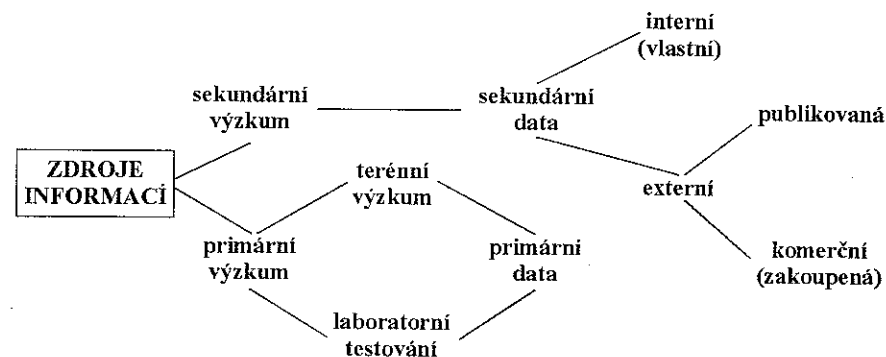 interní
(vlastní)
sekundární
výzkum
sekundární
data
publikovaná
ZDROJE
INFORMACÍ
terénní
výzkum
externí
primární
výzkum
primárni
data
komerční
(zakoupená)
laboratorní
testování